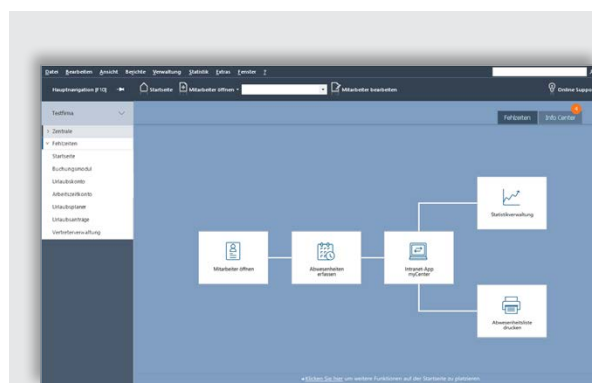 Datei Bearbeiten Ansicht Berichte Verwaltung Statistik Extras Fenster ?
Hauptnavigation [F10] Startseite Mitarbeiter öffnen Mitarbeiter bearbeiten Online Suppo
Testfirma
Fehlzeiten Info Center
4
Zentrale
Fehlzeiten
Startseite
Buchungsmodul
Urlaubskonto
Arbeitszeitkonto
Urlaubsplaner
Urlaubsanträge
Vertreterverwaltung
Statistikverwaltung
Mitarbeiter öffnen
Abwesenheiten
erfassen
Intranet App
myCenter
Abwesenheitsliste
drucken
Klicken Sie hier um weitere Funktionen auf der Startseite zu platzieren